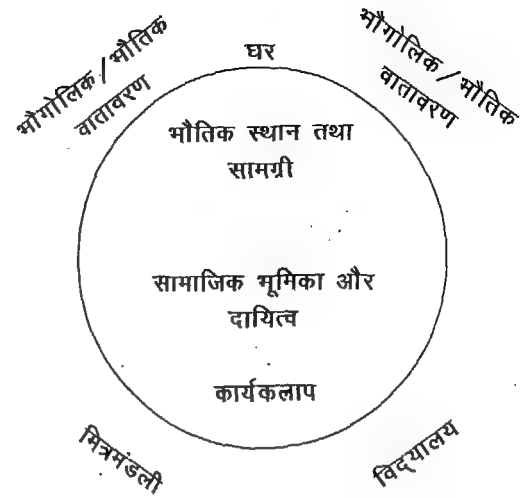 भौगोलिक/भौतिक
वातावरण
घर
भौगोलिक/भौतिक
वातावरण
भौतिक स्थान तथा
सामग्री
सामाजिक भूमिका और
दायित्व
कार्यकलाप
मित्रमंडली
विद्यालय